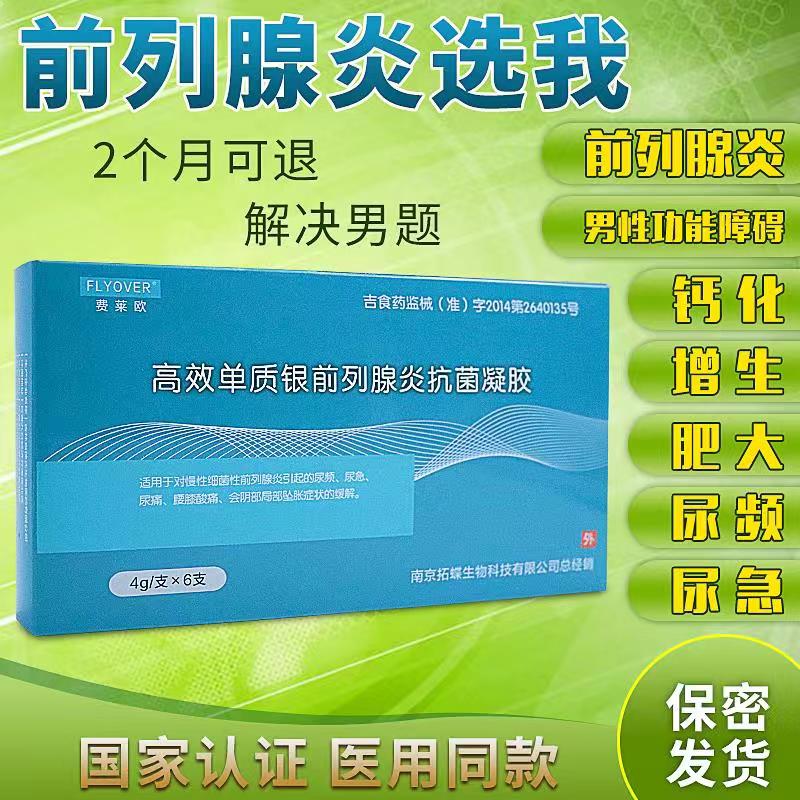 前列腺炎选我
2个月可退
解决男题
前列腺炎
男性功能障碍
钙化
增生
肥大
尿频
尿急
FLYOVER®
费莱欧
吉食药监械（准）字2014第2640135号
高效单质银前列腺炎抗菌凝胶
适用于对慢性细菌性前列腺炎引起的尿频、尿急、
尿痛、腰膝酸痛、会阴部局部坠胀症状的缓解。
外
4g/支×6支
南京拓蝶生物科技有限公司总经销
国家认证 医用同款
保密
发货